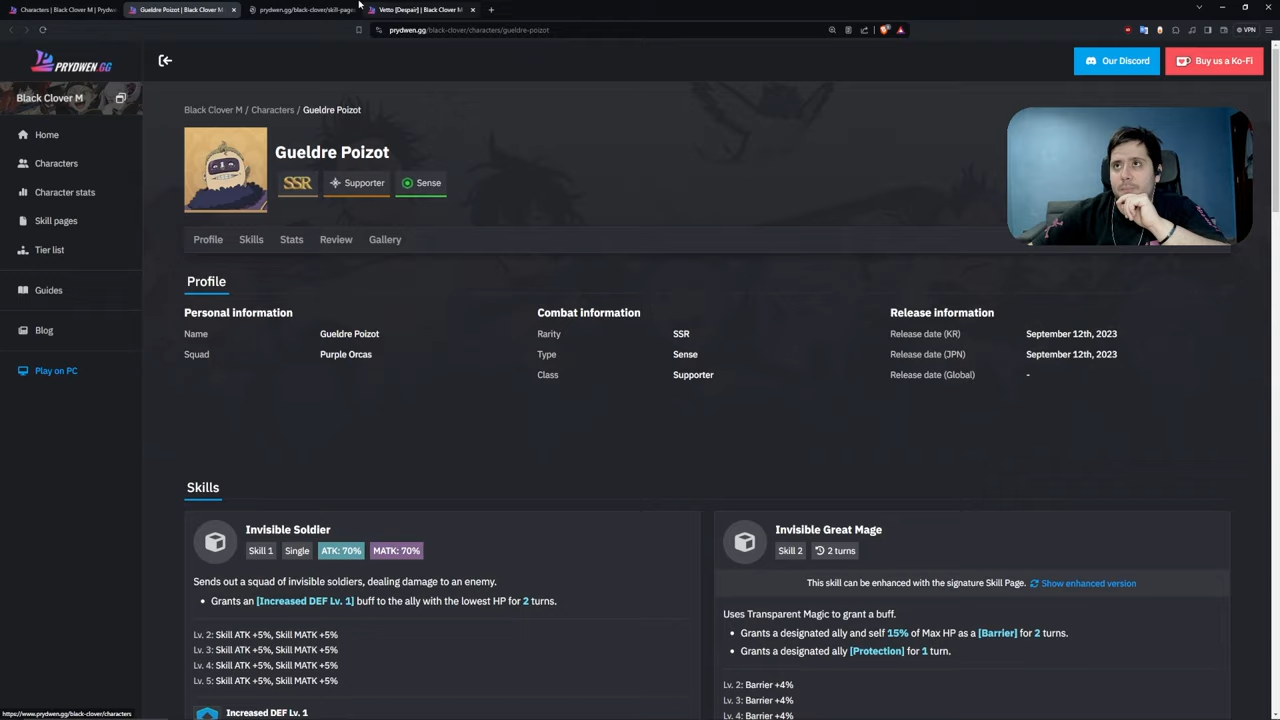 Characters | Black Clover M | Prydw
Gueldre Poizot | Black Clover M
prydwen.gg/black-clover/skill-page
Vetto [Despair] | Black Clover M
prydwen.gg/black-clover/characters/gueldre-poizot
VPN
PRYDWEN.GG
Our Discord
Buy us a Ko-Fi
Black Clover M
Home
Characters
Character stats
Skill pages
Tier list
Guides
Blog
Play on PC
Black Clover M / Characters / Gueldre Poizot
Gueldre Poizot
SSR Supporter Sense
Profile Skills Stats Review Gallery
Profile
Personal information
Name Gueldre Poizot
Squad Purple Orcas
Combat information
Rarity SSR
Type Sense
Class Supporter
Release information
Release date (KR) September 12th, 2023
Release date (JPN) September 12th, 2023
Release date (Global) -
Skills
Invisible Soldier
Skill 1 Single ATK: 70% MATK: 70%
Sends out a squad of invisible soldiers, dealing damage to an enemy.
• Grants an [Increased DEF Lv. 1] buff to the ally with the lowest HP for 2 turns.
Lv. 2: Skill ATK +5%, Skill MATK +5%
Lv. 3: Skill ATK +5%, Skill MATK +5%
Lv. 4: Skill ATK +5%, Skill MATK +5%
Lv. 5: Skill ATK +5%, Skill MATK +5%
Increased DEF Lv. 1
Invisible Great Mage
Skill 2 2 turns
This skill can be enhanced with the signature Skill Page. Show enhanced version
Uses Transparent Magic to grant a buff.
• Grants a designated ally and self 15% of Max HP as a [Barrier] for 2 turns.
• Grants a designated ally [Protection] for 1 turn.
Lv. 2: Barrier +4%
Lv. 3: Barrier +4%
Lv. 4: Barrier +4%
https://www.prydwen.gg/black-clover/characters